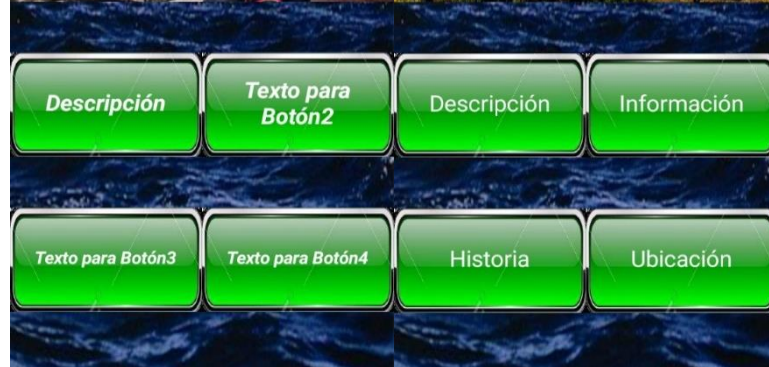 Descripción
Texto para
Botón2
Descripción
Información
Texto para Botón3
Texto para Botón4
Historia
Ubicación